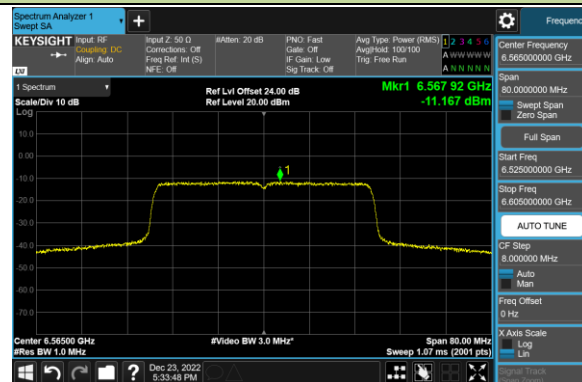 Spectrum Analyzer 1
Swept SA
Frequenc
KEYSIGHT Input: RF
Coupling: DC
Align: Auto
Input Z: 50 Ω
Corrections: Off
Freq Ref: Int (S)
NFE: Off
#Atten: 20 dB
PNO: Fast
Gate: Off
IF Gain: Low
Sig Track: Off
Avg Type: Power (RMS)
Avg|Hold: 100/100
Trig: Free Run
1 2 3 4 5 6
A W W W W W
A N N N N N
LXI
Center Frequency
6.565000000 GHz
Span
80.0000000 MHz
Swept Span
Zero Span
Full Span
Start Freq
6.525000000 GHz
Stop Freq
6.605000000 GHz
AUTO TUNE
CF Step
8.000000 MHz
Auto
Man
Freq Offset
0 Hz
X Axis Scale
Log
Lin
Signal Track
1 Spectrum
Scale/Div 10 dB
Log
Ref Lvl Offset 24.00 dB
Ref Level 20.00 dBm
Mkr1 6.567 92 GHz
-11.167 dBm
1
10.0
0.00
-10.0
-20.0
-30.0
-40.0
-50.0
-60.0
-70.0
Center 6.56500 GHz
#Res BW 1.0 MHz
#Video BW 3.0 MHz*
Span 80.00 MHz
Sweep 1.07 ms (2001 pts)
Dec 23, 2022
5:33:48 PM